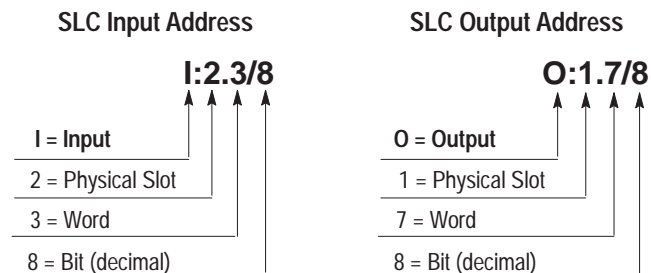 SLC Input Address
I:2.3/8
I = Input
2 = Physical Slot
3 = Word
8 = Bit (decimal)
SLC Output Address
O:1.7/8
O = Output
1 = Physical Slot
7 = Word
8 = Bit (decimal)